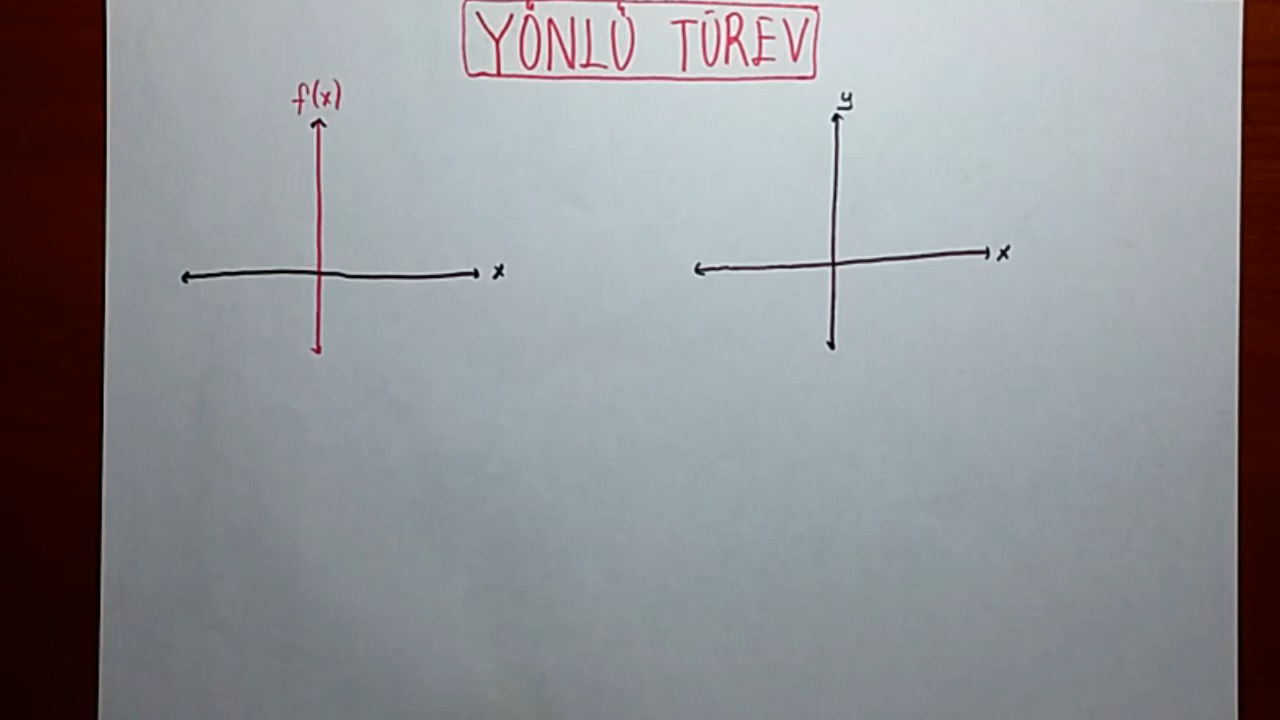 YÖNLÜ TÜREV
f(x)
y
x
x